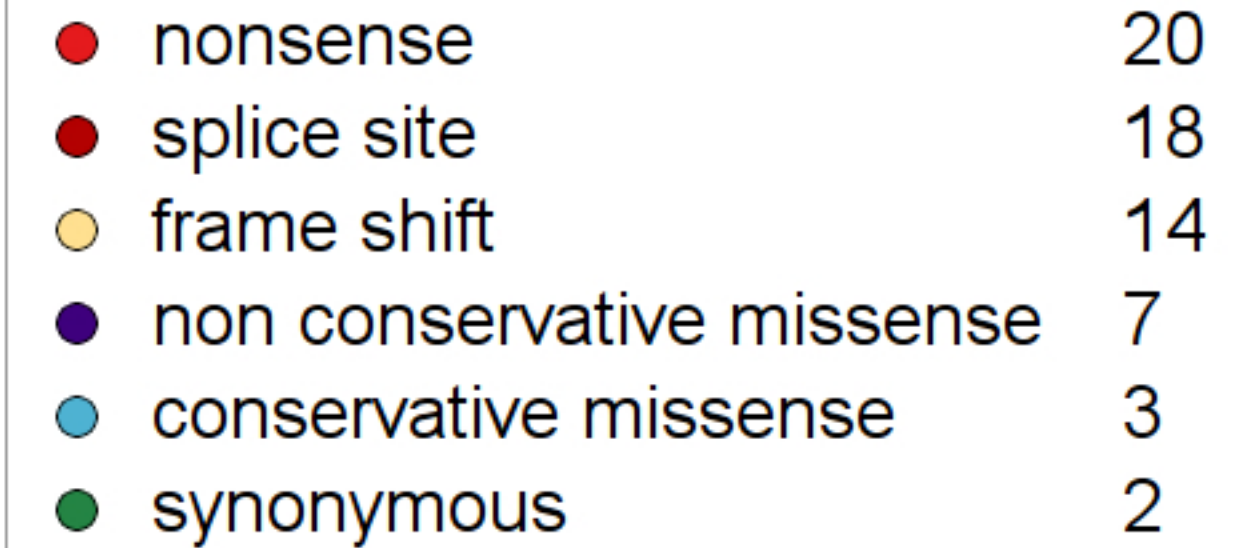 nonsense 20
splice site 18
frame shift 14
non conservative missense 7
conservative missense 3
synonymous 2